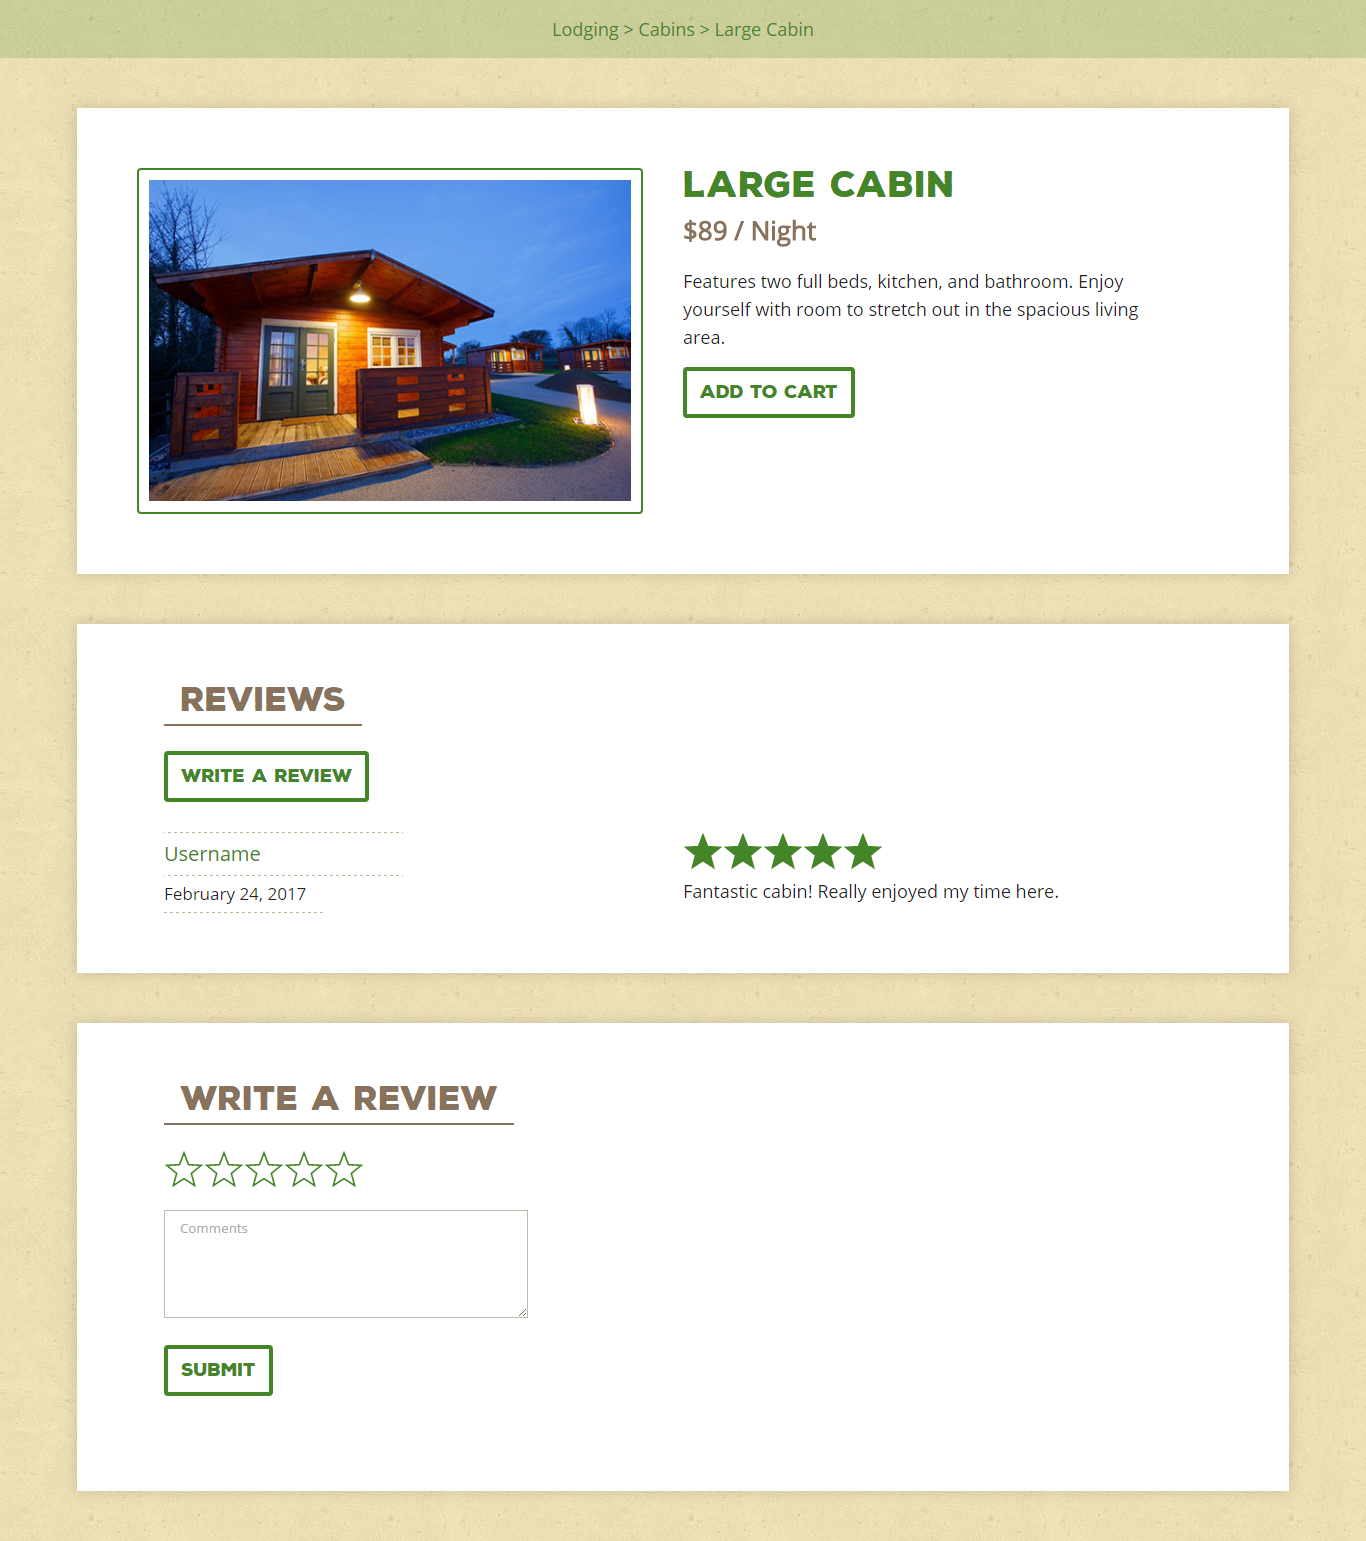 Lodging > Cabins > Large Cabin
LARGE CABIN
$89 / Night
Features two full beds, kitchen, and bathroom. Enjoy
yourself with room to stretch out in the spacious living
area.
ADD TO CART
REVIEWS
WRITE A REVIEW
Username
February 24, 2017
Fantastic cabin! Really enjoyed my time here.
WRITE A REVIEW
Comments
SUBMIT